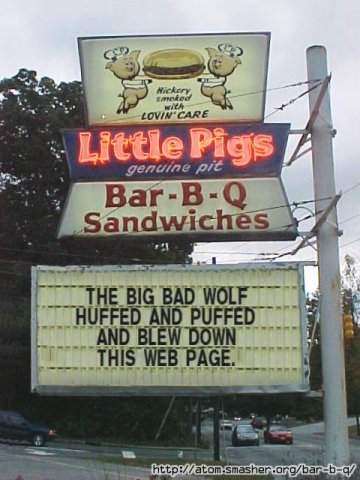 Hickory
smoked
with
LOVIN' CARE
Little Pigs
genuine pit
Bar-B-Q
Sandwiches
THE BIG BAD WOLF
HUFFED AND PUFFED
AND BLEW DOWN
THIS WEB PAGE.
http://atom.smasher.org/bar-b-q/